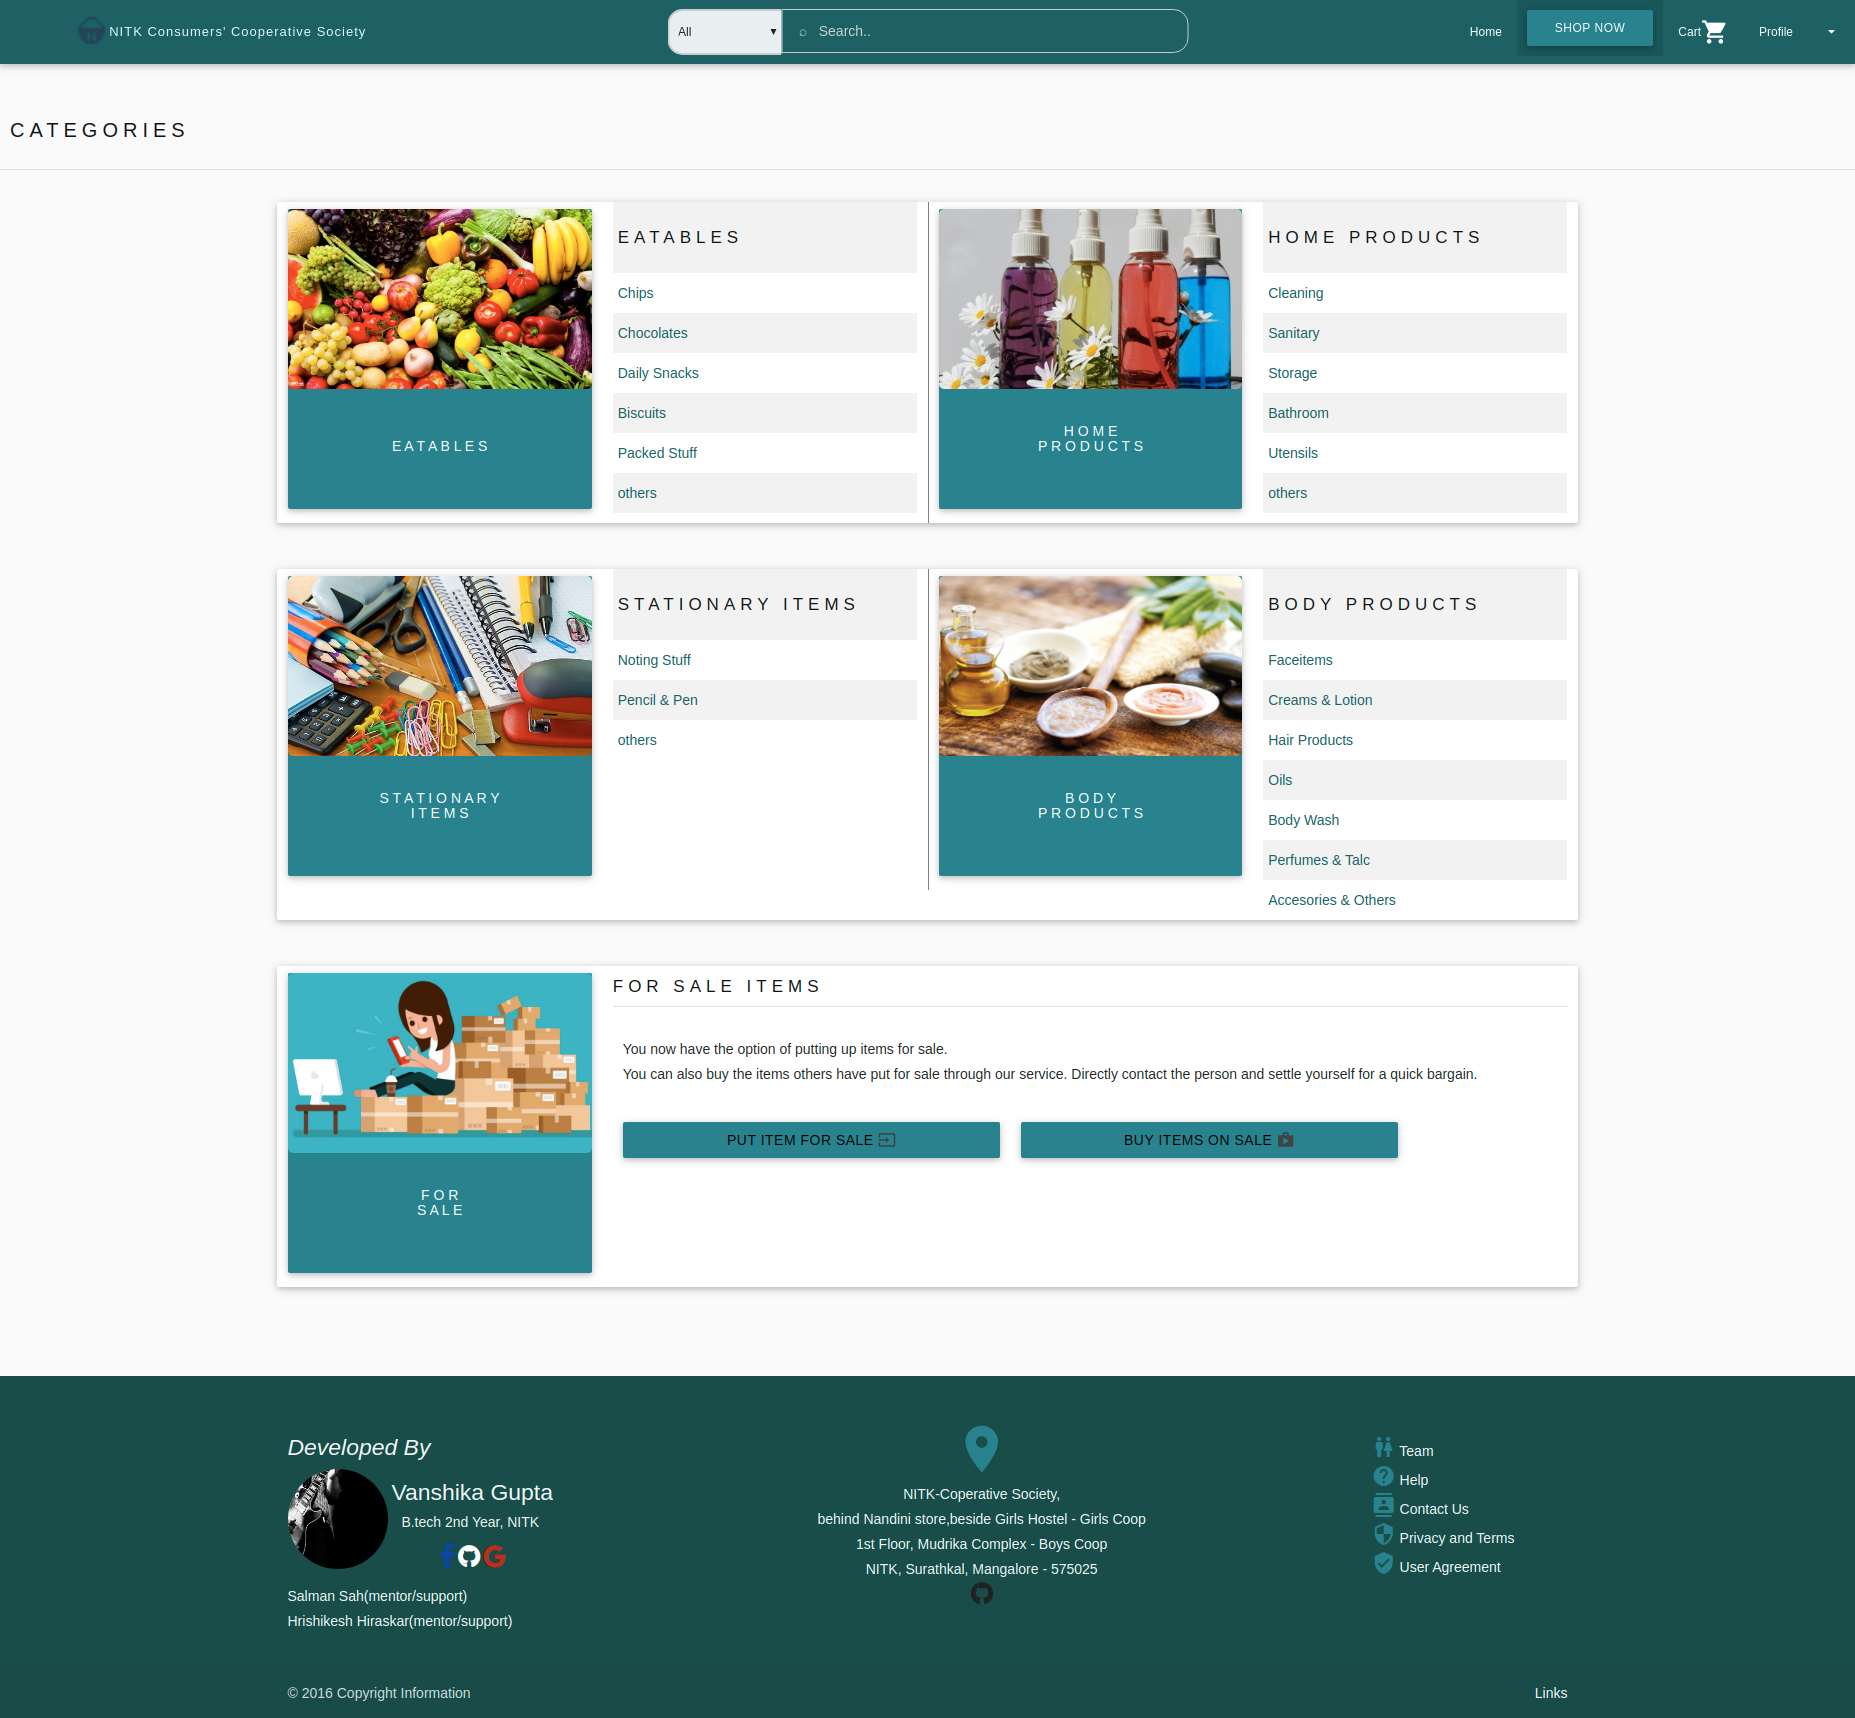 NITK Consumers' Cooperative Society
All
Search..
Home
SHOP NOW
Cart
Profile
CATEGORIES
EATABLES
EATABLES
Chips
Chocolates
Daily Snacks
Biscuits
Packed Stuff
others
HOME
PRODUCTS
HOME PRODUCTS
Cleaning
Sanitary
Storage
Bathroom
Utensils
others
STATIONARY
ITEMS
STATIONARY ITEMS
Noting Stuff
Pencil & Pen
others
BODY
PRODUCTS
BODY PRODUCTS
Faceitems
Creams & Lotion
Hair Products
Oils
Body Wash
Perfumes & Talc
Accesories & Others
FOR
SALE
FOR SALE ITEMS
You now have the option of putting up items for sale.
You can also buy the items others have put for sale through our service. Directly contact the person and settle yourself for a quick bargain.
PUT ITEM FOR SALE
BUY ITEMS ON SALE
Developed By
Vanshika Gupta
B.tech 2nd Year, NITK
Salman Sah(mentor/support)
Hrishikesh Hiraskar(mentor/support)
NITK-Coperative Society,
behind Nandini store,beside Girls Hostel - Girls Coop
1st Floor, Mudrika Complex - Boys Coop
NITK, Surathkal, Mangalore - 575025
Team
Help
Contact Us
Privacy and Terms
User Agreement
© 2016 Copyright Information
Links